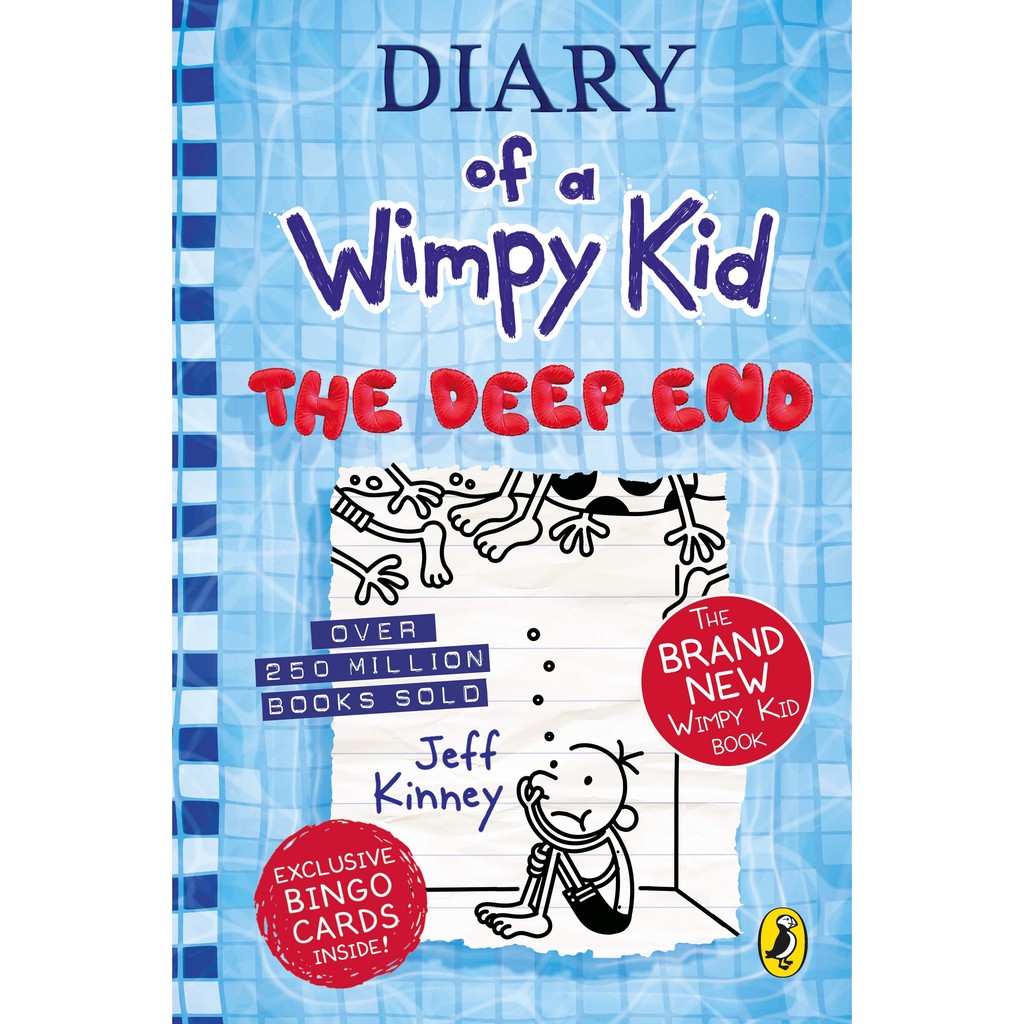 DIARY
of a
Wimpy Kid
THE DEEP END
OVER
250 MILLION
BOOKS SOLD
THE
BRAND
NEW
WIMPY KID
BOOK
Jeff
Kinney
EXCLUSIVE
BINGO
CARDS
INSIDE!